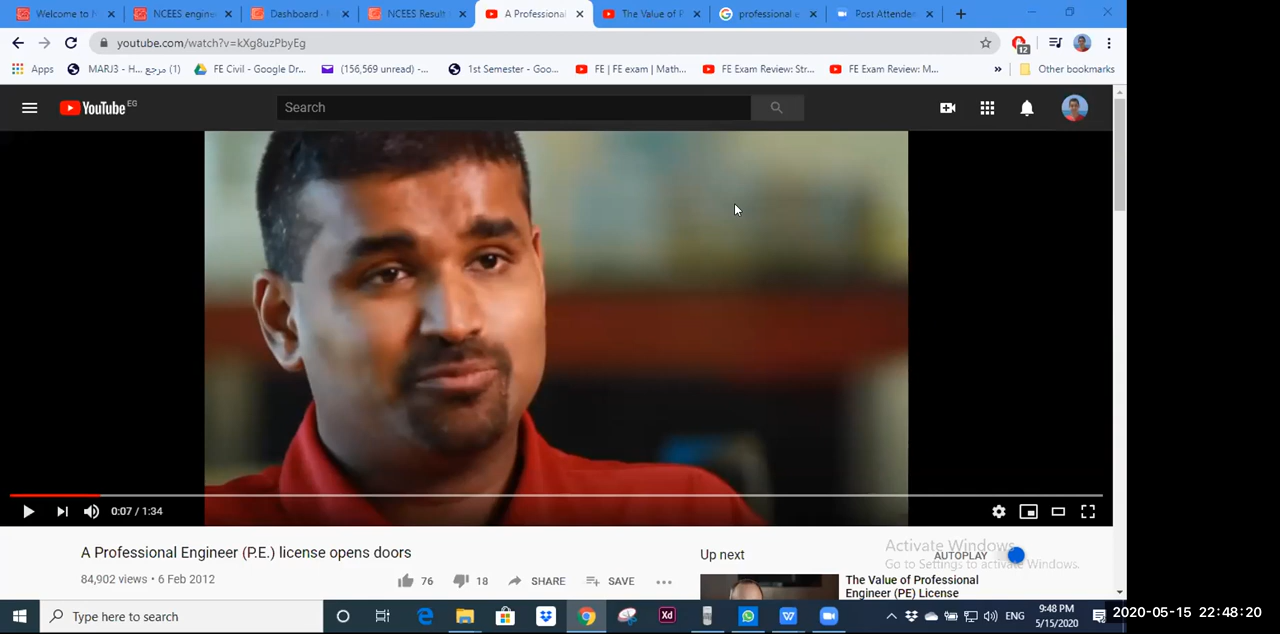 Welcome to N
NCEES engine
Dashboard -
NCEES Result
A Professional
The Value of P
professional e
Post Attendee
youtube.com/watch?v=kXg8uzPbyEg
12
Apps
MARJ3 - H... مرجع (1)
FE Civil - Google Dr...
(156,569 unread) -...
1st Semester - Goo...
FE | FE exam | Math...
FE Exam Review: Str...
FE Exam Review: M...
»
Other bookmarks
YouTube EG
Search
0:07 / 1:34
A Professional Engineer (P.E.) license opens doors
84,902 views • 6 Feb 2012
76
18
SHARE
SAVE
Up next
AUTOPLAY
Activate Windows
Go to Settings to activate Windows.
The Value of Professional
Engineer (PE) License
Type here to search
Xd
W
ENG
9:48 PM
5/15/2020
2020-05-15 22:48:20